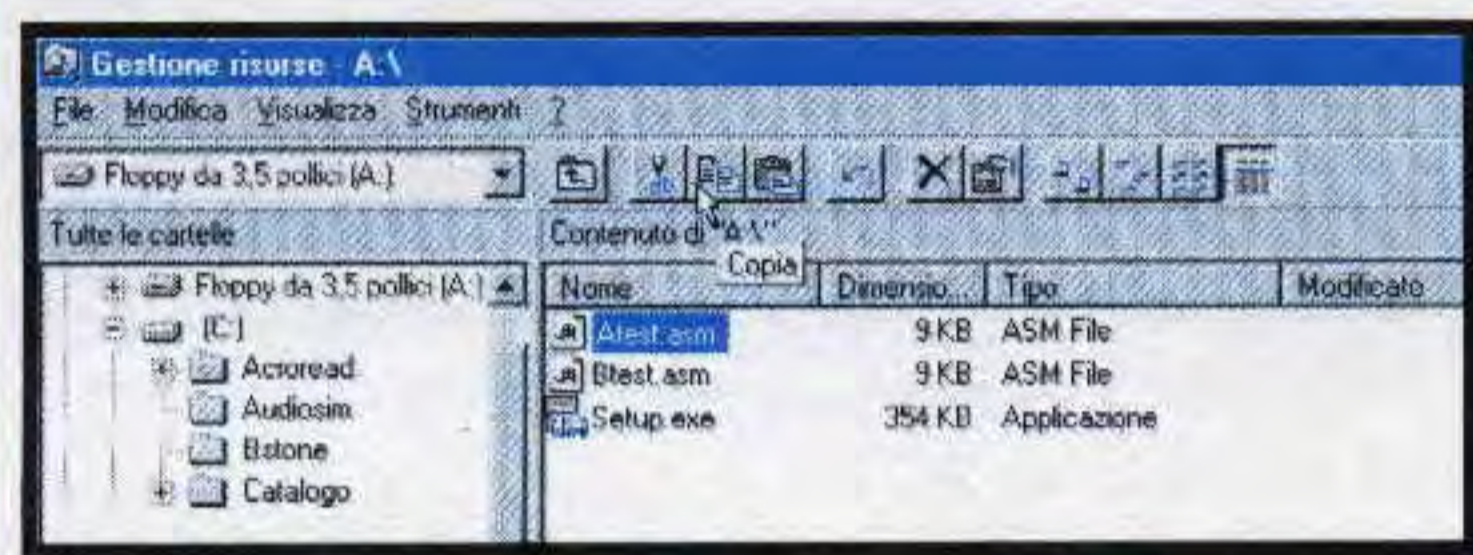 Gestione risorse - A:\
File Modifica Visualizza Strumenti ?
Floppy da 3,5 pollici (A:)
Tutte le cartelle
Contenuto di "A:\"
Copia
Floppy da 3,5 pollici (A:)
(C:)
Acroread
Audiosim
Bstone
Catalogo
Nome Dimensio... Tipo Modificato
Atest.asm 9 KB ASM File
Btest.asm 9 KB ASM File
Setup.exe 354 KB Applicazione